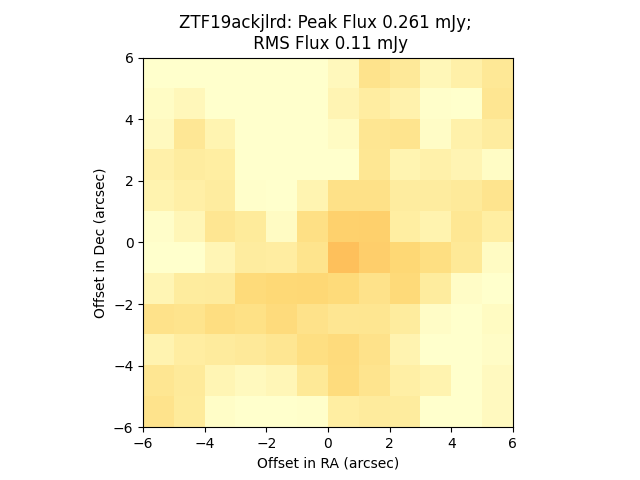 ZTF19ackjlrd: Peak Flux 0.261 mJy;
RMS Flux 0.11 mJy
6
4
2
0
−2
−4
−6
Offset in Dec (arcsec)
−6 −4 −2 0 2 4 6
Offset in RA (arcsec)